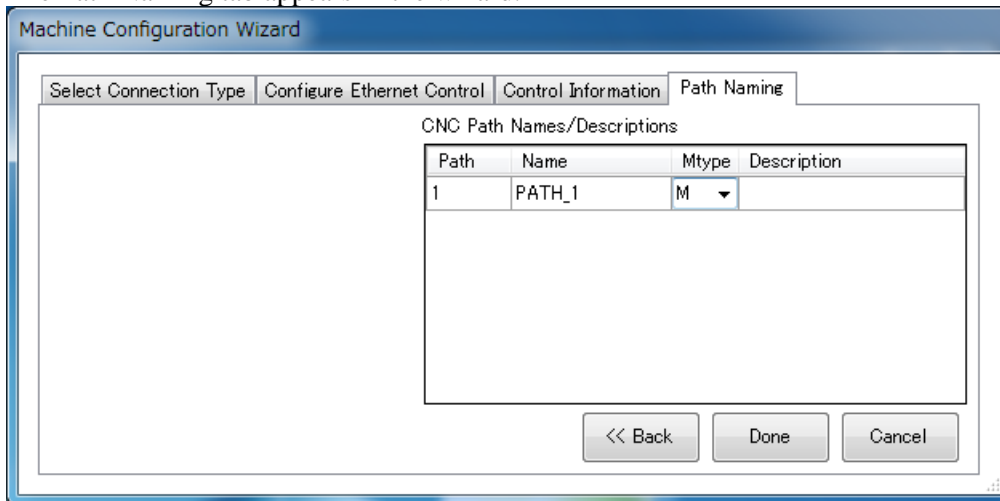 Machine Configuration Wizard
Select Connection Type Configure Ethernet Control Control Information Path Naming
CNC Path Names/Descriptions
Path Name Mtype Description
1 PATH_1 M
<< Back Done Cancel